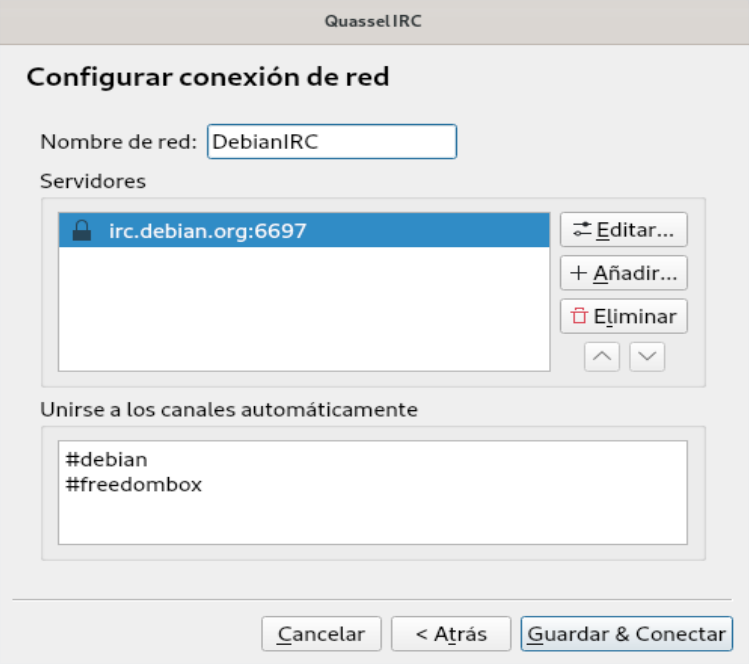 Quassel IRC
Configurar conexión de red
Nombre de red: DebianIRC
Servidores
irc.debian.org:6697
Editar...
Añadir...
Eliminar
Unirse a los canales automáticamente
#debian
#freedombox
Cancelar < Atrás Guardar & Conectar